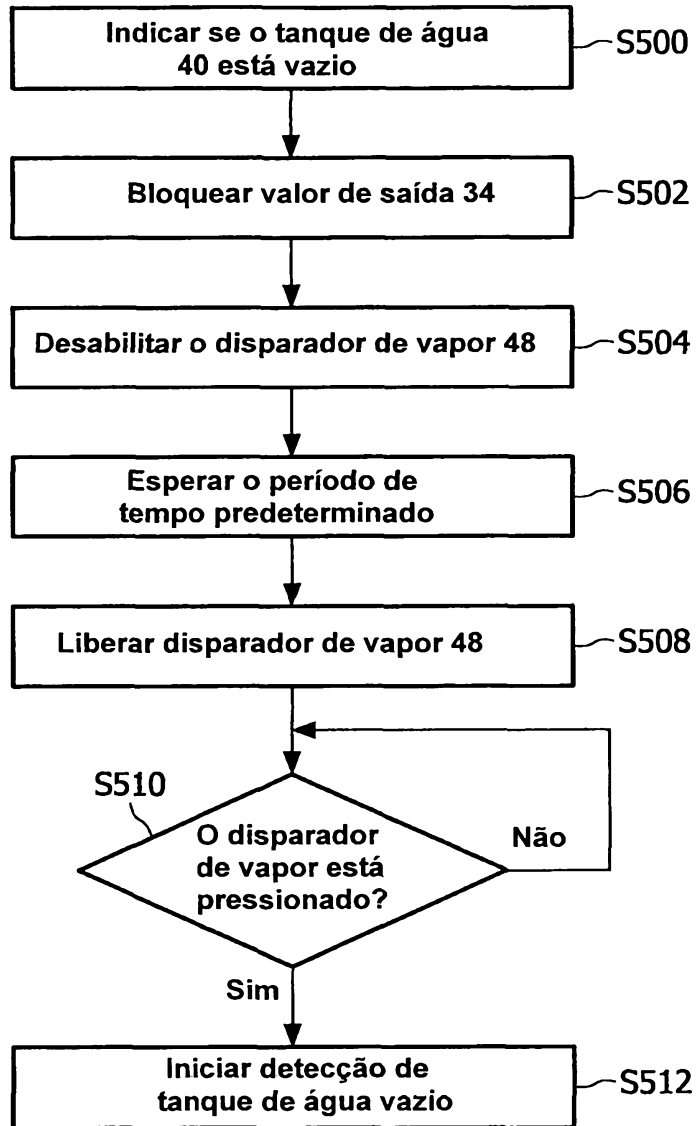 Indicar se o tanque de água
40 está vazio
S500
Bloquear valor de saída 34
S502
Desabilitar o disparador de vapor 48
S504
Esperar o período de
tempo predeterminado
S506
Liberar disparador de vapor 48
S508
S510
O disparador
de vapor está
pressionado?
Não
Sim
Iniciar detecção de
tanque de água vazio
S512